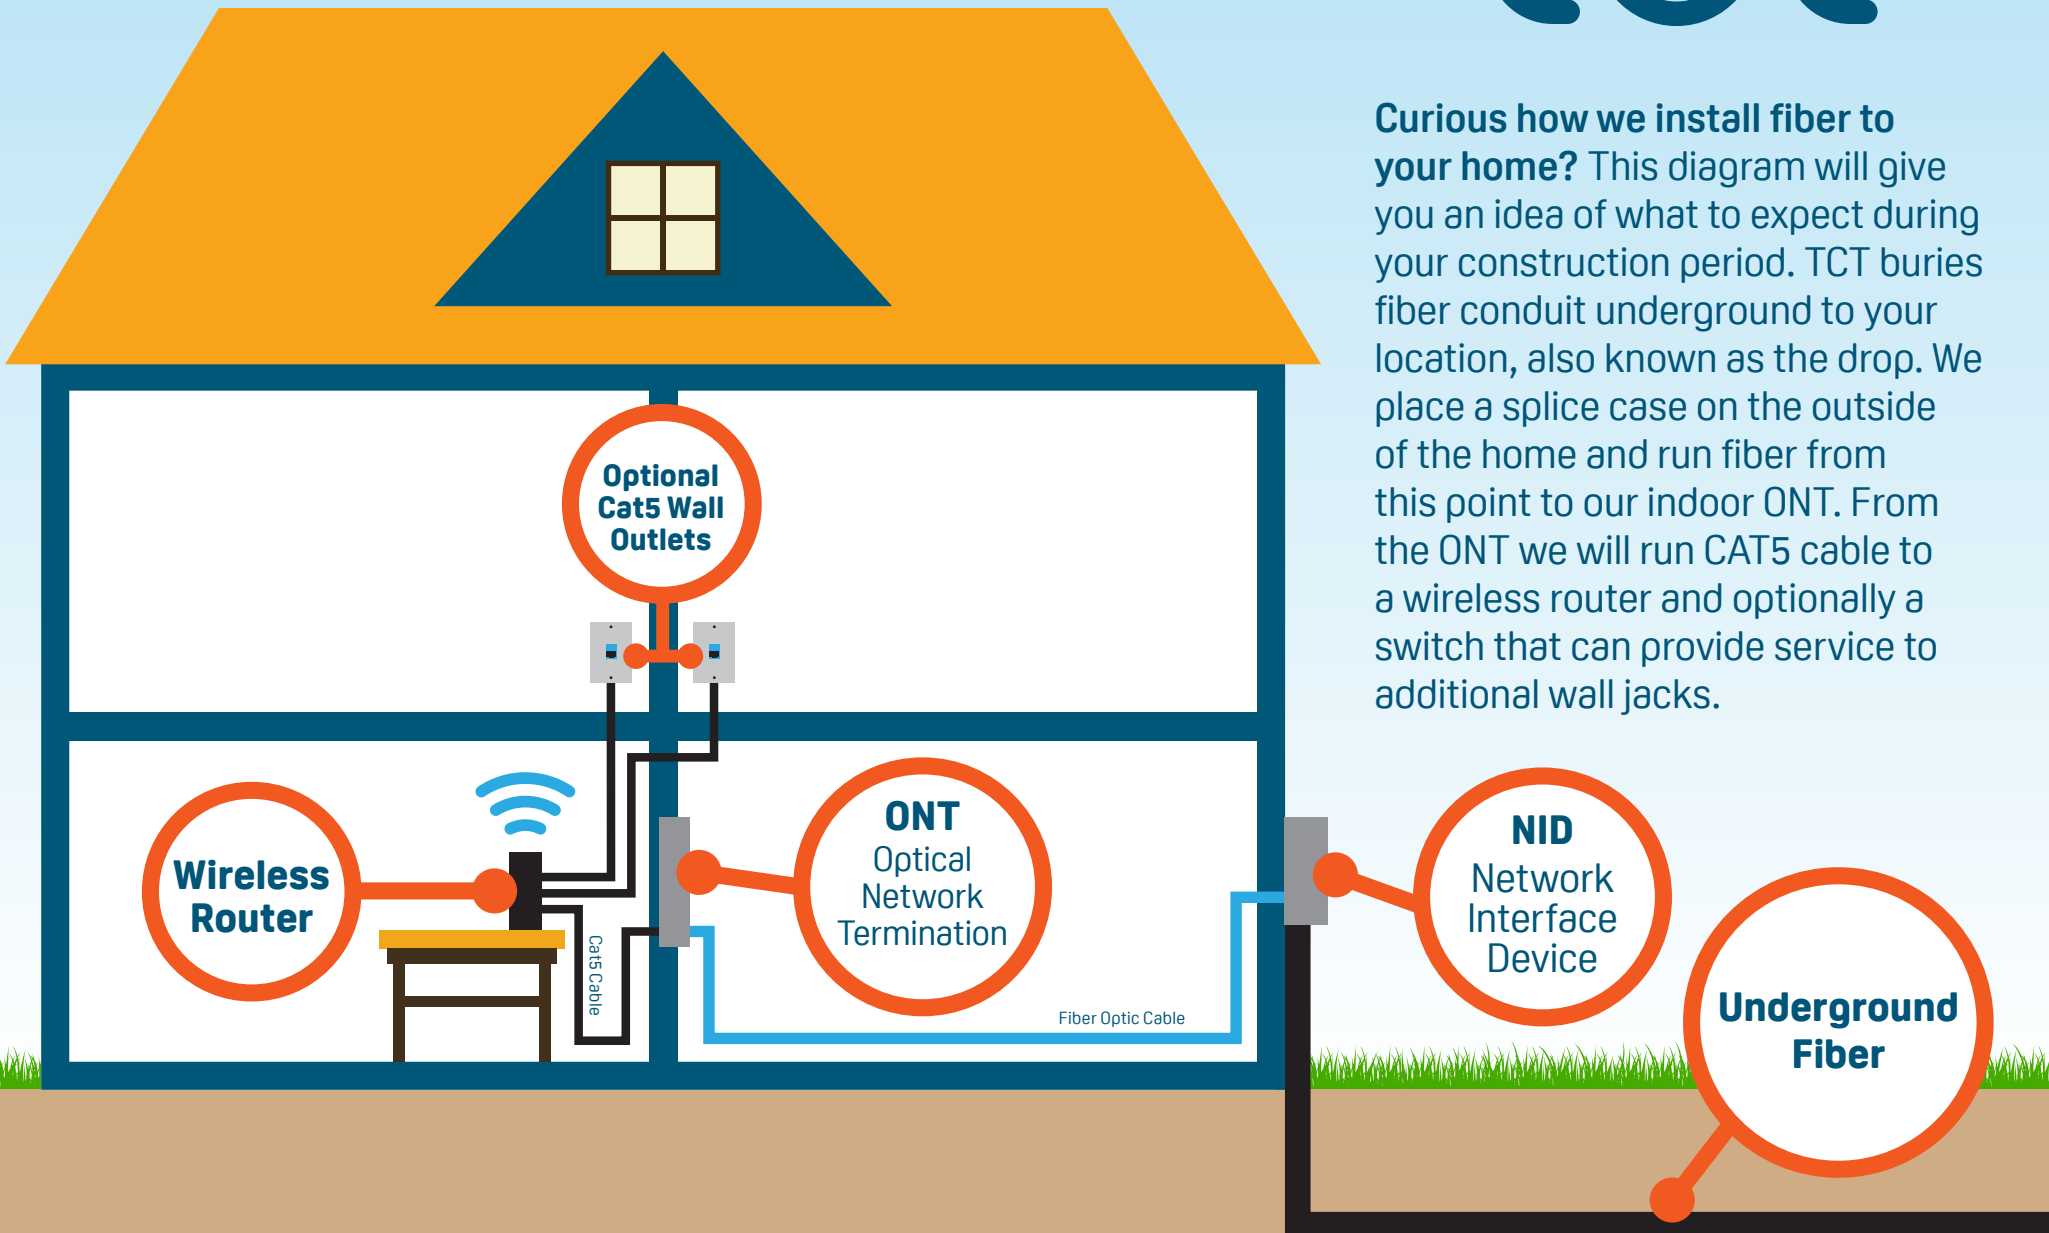 Curious how we install fiber to
your home? This diagram will give
you an idea of what to expect during
your construction period. TCT buries
fiber conduit underground to your
location, also known as the drop. We
place a splice case on the outside
of the home and run fiber from
this point to our indoor ONT. From
the ONT we will run CAT5 cable to
a wireless router and optionally a
switch that can provide service to
additional wall jacks.
Optional
Cat5 Wall
Outlets
Wireless
Router
Cat5 Cable
ONT
Optical
Network
Termination
Fiber Optic Cable
NID
Network
Interface
Device
Underground
Fiber